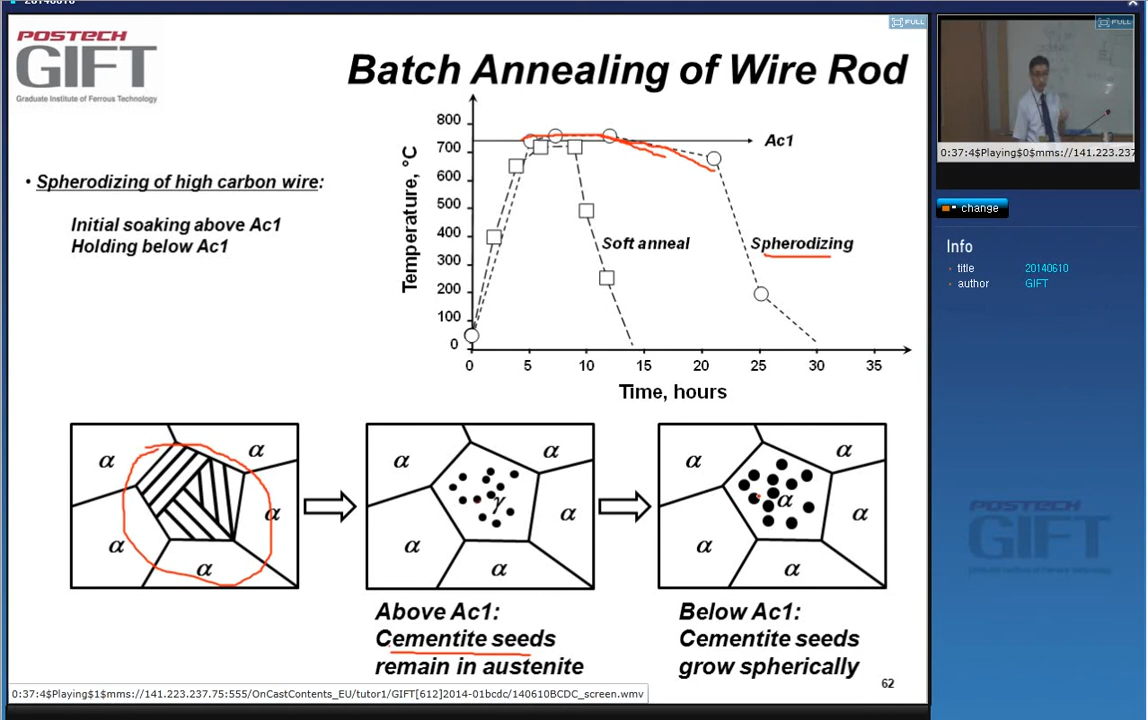 20140610
POSTECH
GIFT
Graduate Institute of Ferrous Technology
Batch Annealing of Wire Rod
FULL
• Spherodizing of high carbon wire:
Initial soaking above Ac1
Holding below Ac1
Temperature, °C
800
700
600
500
400
300
200
100
0
Ac1
Soft anneal
Spherodizing
0 5 10 15 20 25 30 35
Time, hours
α α α α α
α α γ α α α
α α α α α α
Above Ac1:
Cementite seeds
remain in austenite
Below Ac1:
Cementite seeds
grow spherically
62
0:37:4$Playing$1$mms://141.223.237.75:555/OnCastContents_EU/tutor1/GIFT[612]2014-01bcdc/140610BCDC_screen.wmv
FULL
0:37:4$Playing$0$mms://141.223.237
change
Info
title 20140610
author GIFT
POSTECH
GIFT